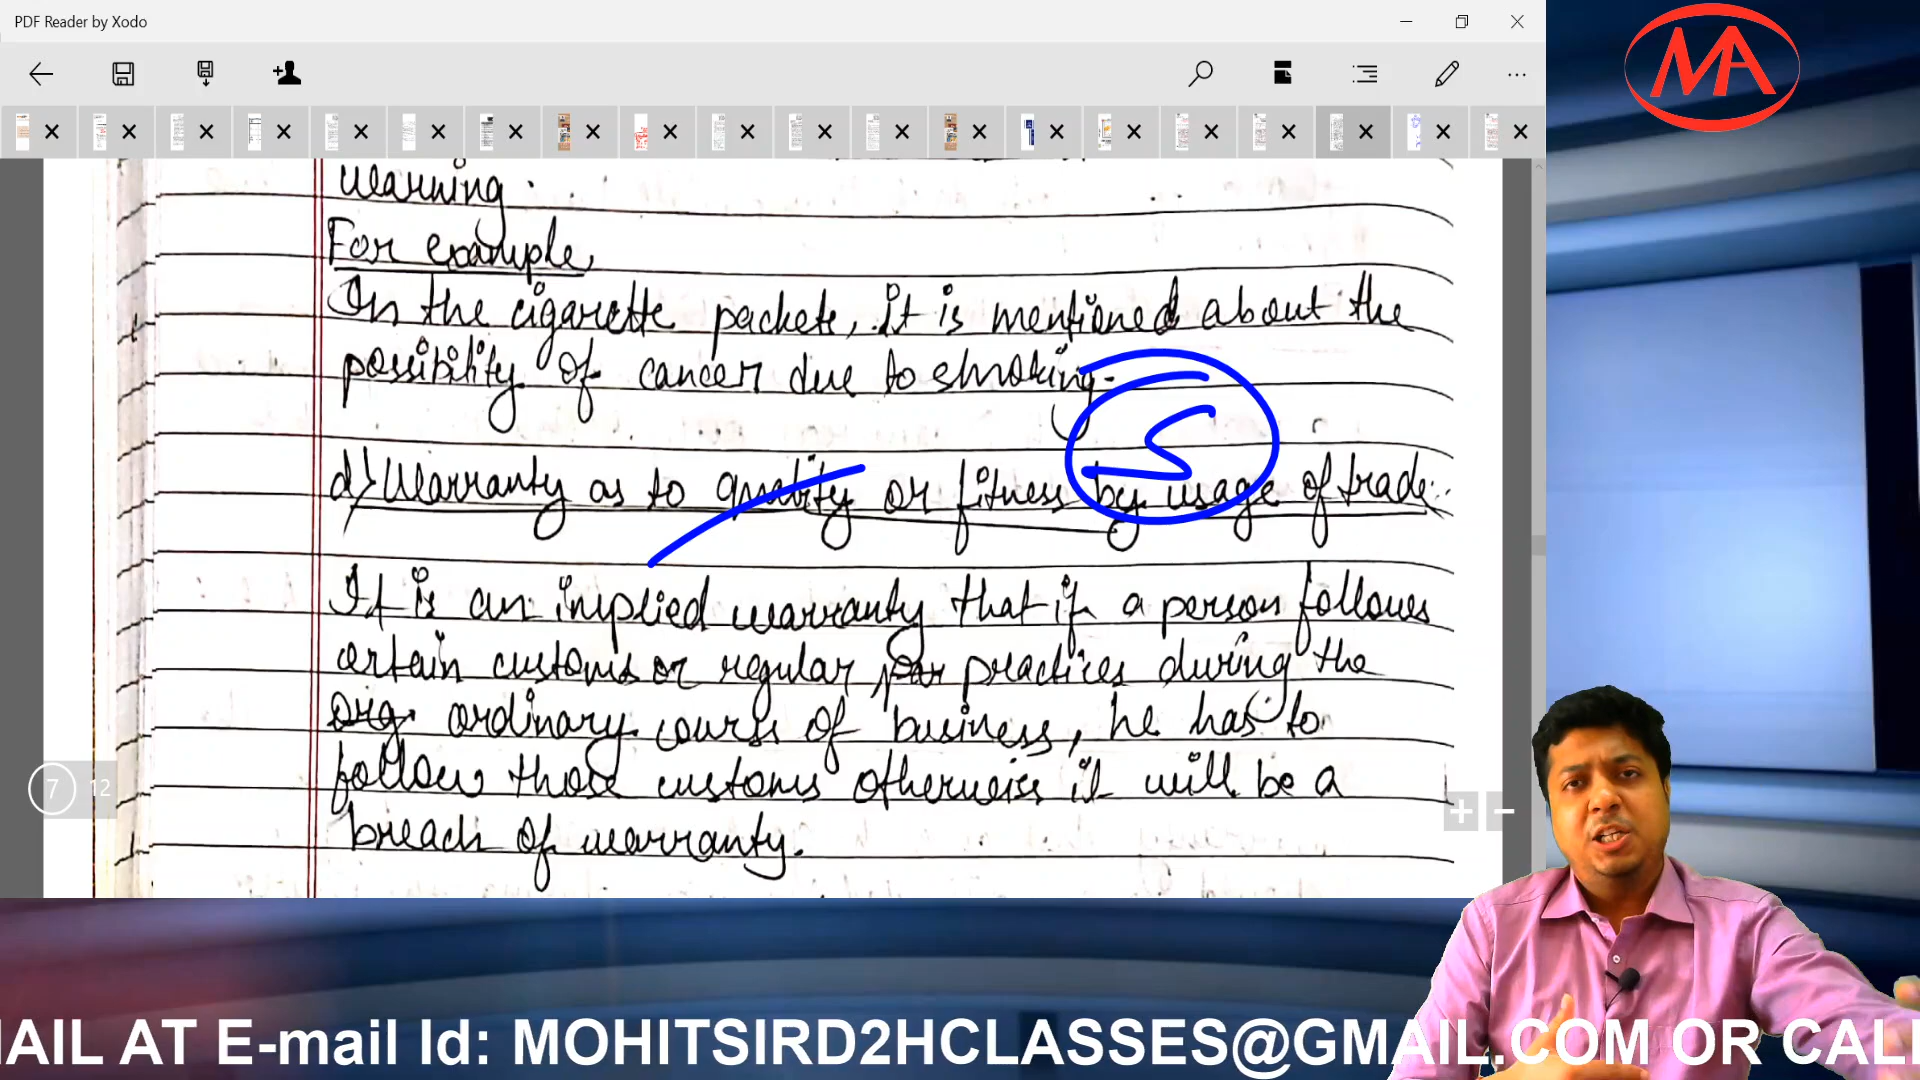 PDF Reader by Xodo
MA
warning.
For example
On the cigarette packets, it is mentioned about the
possibility of cancer due to smoking.
S
d) Warranty as to quality or fitness by usage of trade:
It is an implied warranty that if a person follows
certain customs or regular par practices during the
org. ordinary course of business, he has to
follow those customs otherwise it will be a
breach of warranty.
7 12
MAIL AT E-mail Id: MOHITSIRD2HCLASSES@GMAIL.COM OR CALL